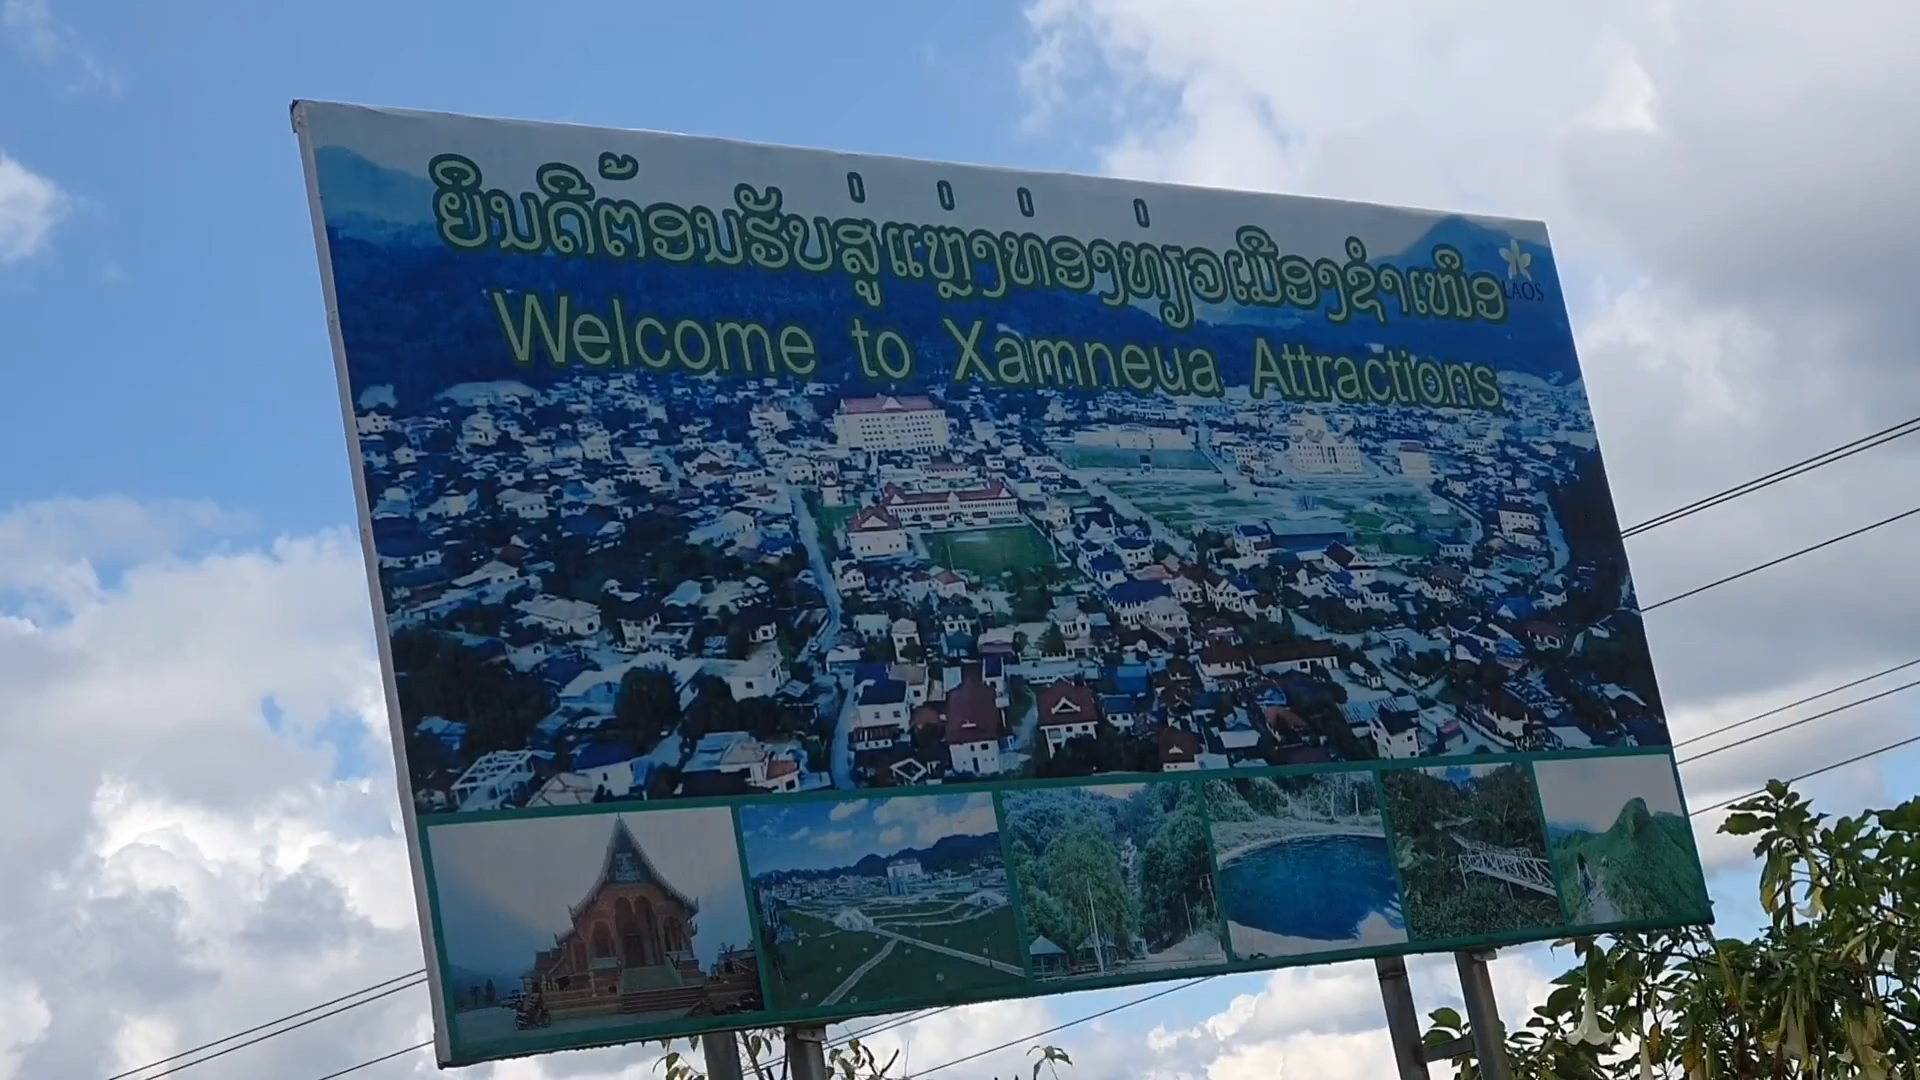 ຍິນດີຕ້ອນຮັບສູ່ແຫຼ່ງທ່ອງທ່ຽວເມືອງຊຳເໜືອ
Welcome to Xamneua Attractions
LAOS